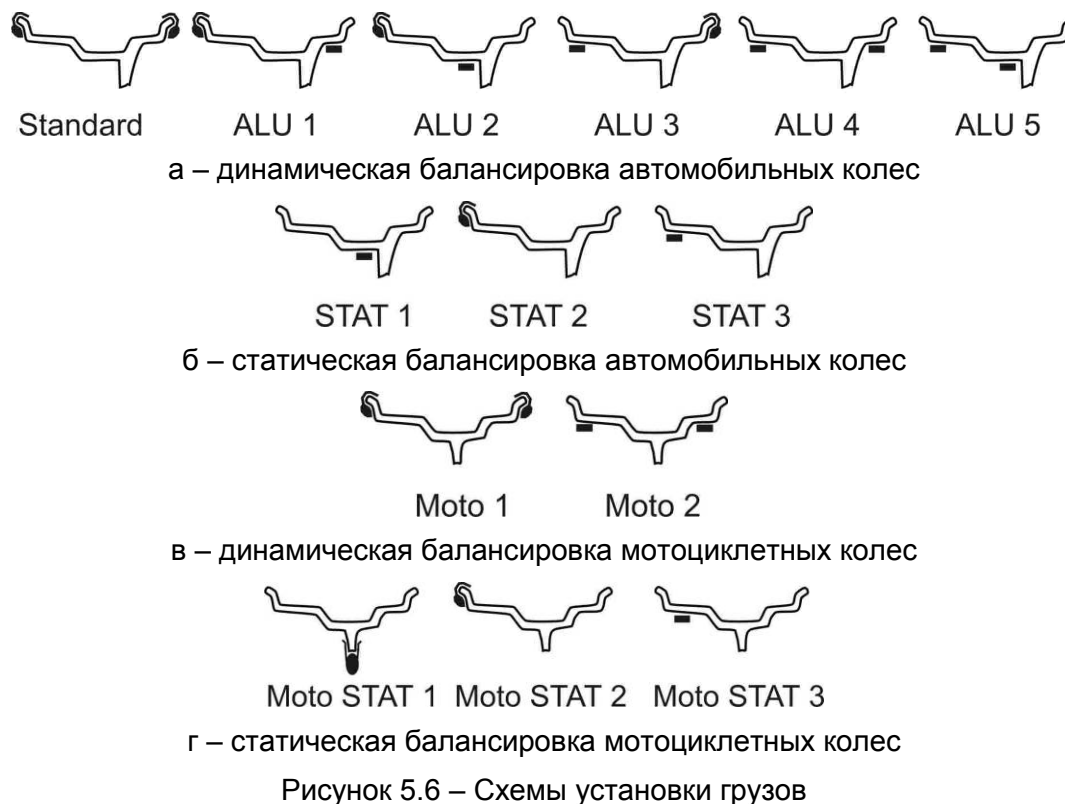 Standard ALU 1 ALU 2 ALU 3 ALU 4 ALU 5
а – динамическая балансировка автомобильных колес
STAT 1 STAT 2 STAT 3
б – статическая балансировка автомобильных колес
Moto 1 Moto 2
в – динамическая балансировка мотоциклетных колес
Moto STAT 1 Moto STAT 2 Moto STAT 3
г – статическая балансировка мотоциклетных колес
Рисунок 5.6 – Схемы установки грузов